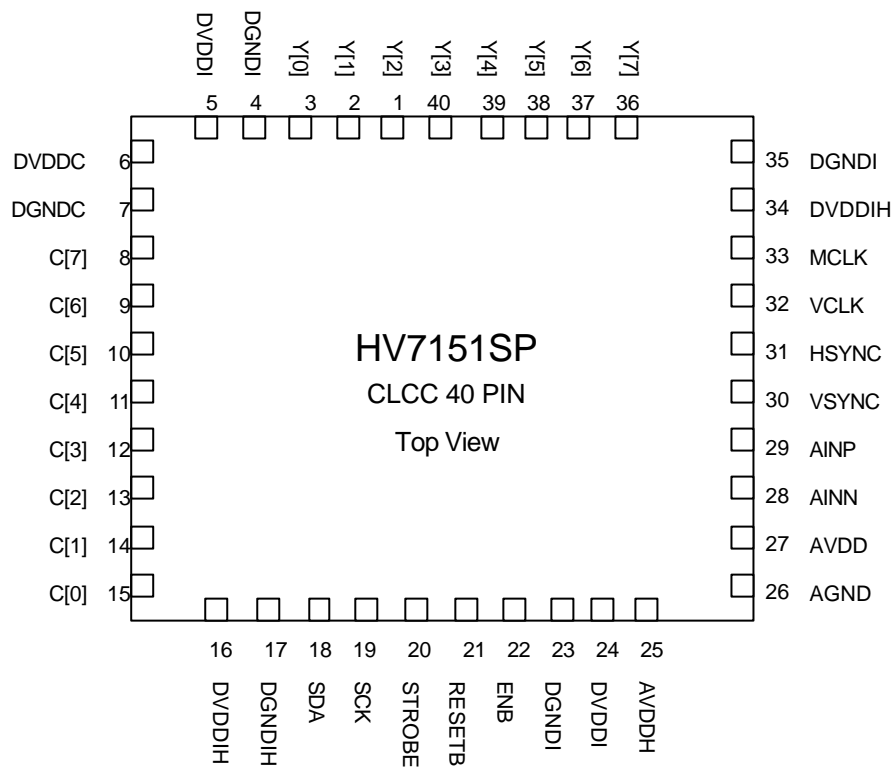 DVDDI DGNDI Y[0] Y[1] Y[2] Y[3] Y[4] Y[5] Y[6] Y[7]
5 4 3 2 1 40 39 38 37 36
DVDDC 6 35 DGNDI
DGNDC 7 34 DVDDIH
C[7] 8 33 MCLK
C[6] 9 32 VCLK
C[5] 10 31 HSYNC
C[4] 11 30 VSYNC
C[3] 12 29 AINP
C[2] 13 28 AINN
C[1] 14 27 AVDD
C[0] 15 26 AGND
HV7151SP
CLCC 40 PIN
Top View
16 17 18 19 20 21 22 23 24 25
DVDDIH DGNDIH SDA SCK STROBE RESETB ENB DGNDI DVDDI AVDDH